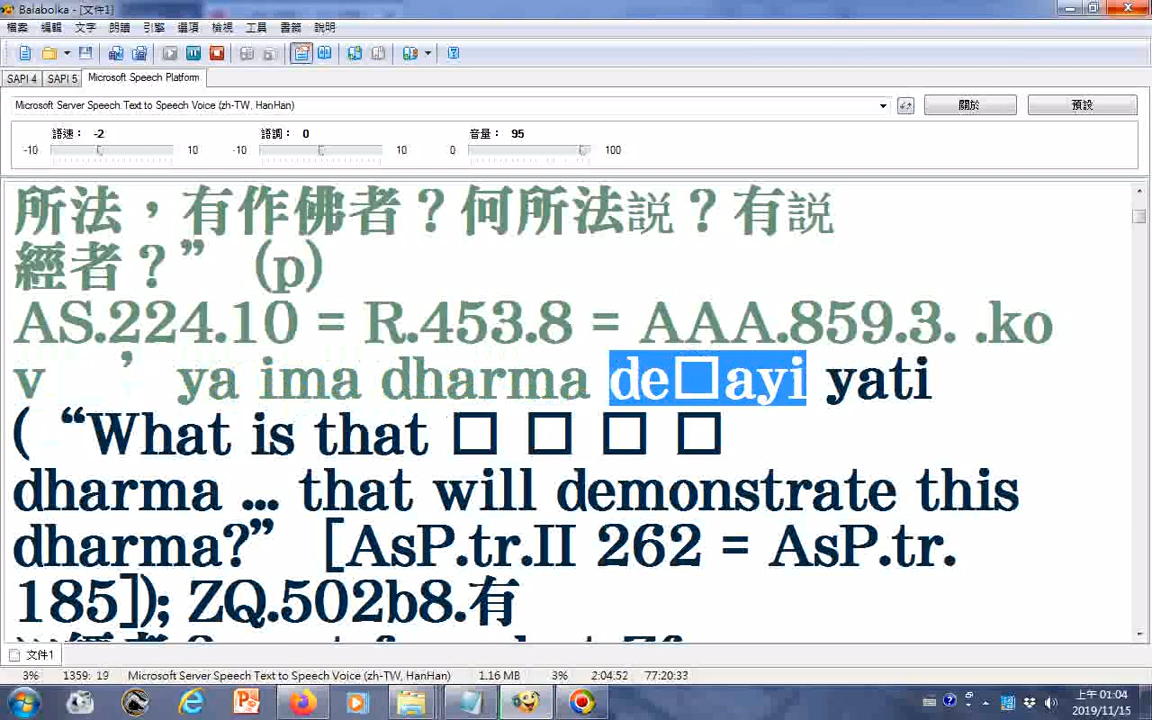 Balabolka - [文件1]
檔案 編輯 文字 朗讀 引擎 選項 檢視 工具 書籤 說明
SAPI 4 SAPI 5 Microsoft Speech Platform
Microsoft Server Speech Text to Speech Voice (zh-TW, HanHan) 關於 預設
語速： -2 語調： 0 音量： 95
-10 10 -10 10 0 100
所法，有作佛者？何所法説？有説
經者？” (p)
AS.224.10 = R.453.8 = AAA.859.3. .ko
v ’ ya ima dharma de□ayi yati
( “What is that □ □ □ □
dharma ... that will demonstrate this
dharma?” [AsP.tr.II 262 = AsP.tr.
185]); ZQ.502b8.有
文件1
3% 1359: 19 Microsoft Server Speech Text to Speech Voice (zh-TW, HanHan) 1.16 MB 3% 2:04:52 77:20:33
上午 01:04
2019/11/15